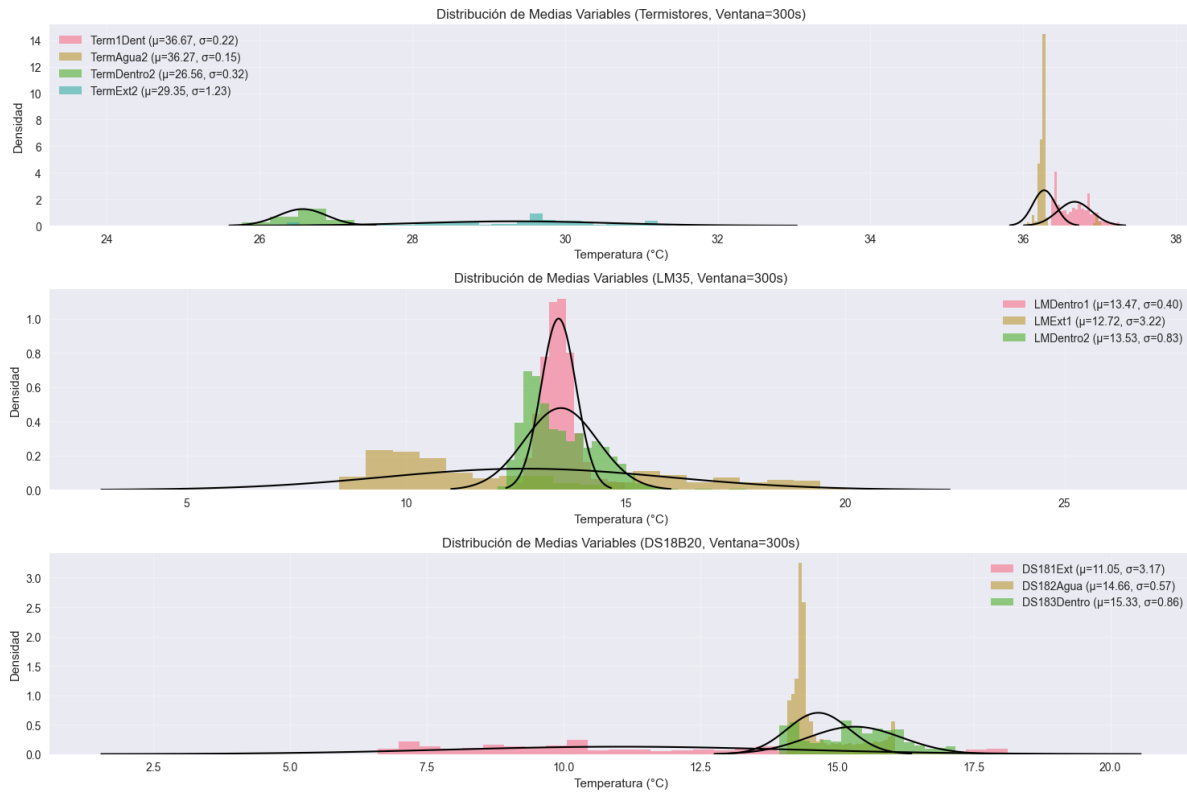 Distribución de Medias Variables (Termistores, Ventana=300s)
Term1Dent (μ=36.67, σ=0.22)
TermAgua2 (μ=36.27, σ=0.15)
TermDentro2 (μ=26.56, σ=0.32)
TermExt2 (μ=29.35, σ=1.23)
Densidad
14
12
10
8
6
4
2
0
24 26 28 30 32 34 36 38
Temperatura (°C)
Distribución de Medias Variables (LM35, Ventana=300s)
LMDentro1 (μ=13.47, σ=0.40)
LMExt1 (μ=12.72, σ=3.22)
LMDentro2 (μ=13.53, σ=0.83)
Densidad
1.0
0.8
0.6
0.4
0.2
0.0
5 10 15 20 25
Temperatura (°C)
Distribución de Medias Variables (DS18B20, Ventana=300s)
DS181Ext (μ=11.05, σ=3.17)
DS182Agua (μ=14.66, σ=0.57)
DS183Dentro (μ=15.33, σ=0.86)
Densidad
3.0
2.5
2.0
1.5
1.0
0.5
0.0
2.5 5.0 7.5 10.0 12.5 15.0 17.5 20.0
Temperatura (°C)